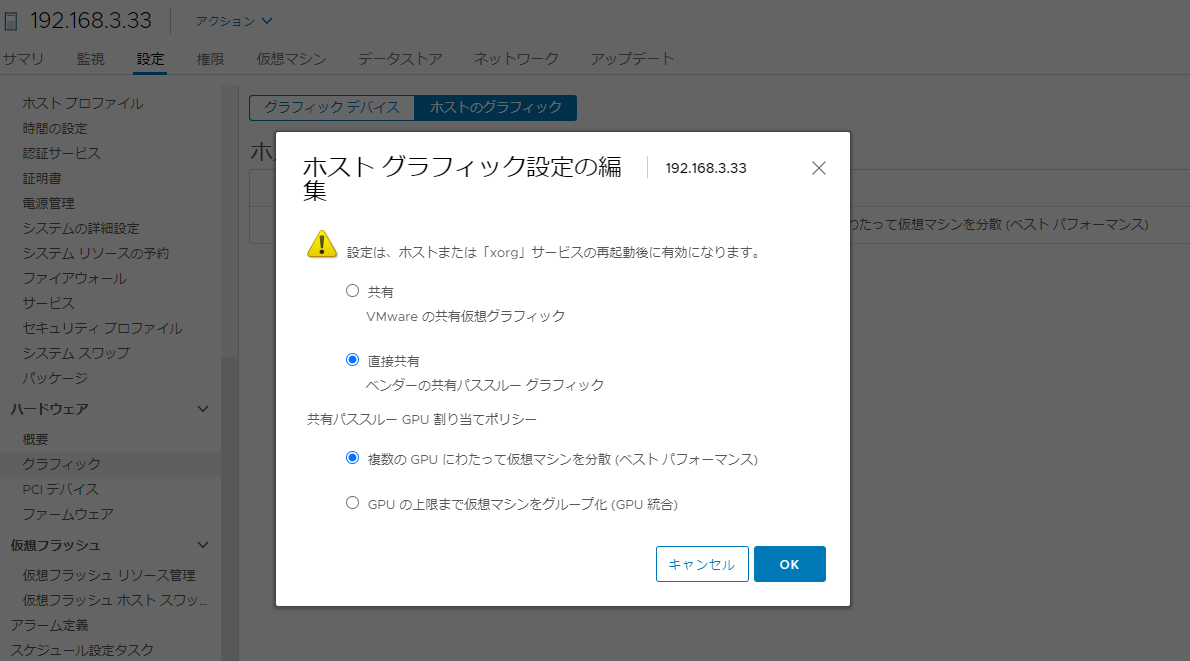 192.168.3.33
アクション
サマリ 監視 設定 権限 仮想マシン データストア ネットワーク アップデート
ホスト プロファイル
時間の設定
認証サービス
証明書
電源管理
システムの詳細設定
システム リソースの予約
ファイアウォール
サービス
セキュリティ プロファイル
システム スワップ
パッケージ
ハードウェア
概要
グラフィック
PCI デバイス
ファームウェア
仮想フラッシュ
仮想フラッシュ リソース管理
仮想フラッシュ ホスト スワッ...
アラーム定義
スケジュール設定タスク
グラフィック デバイス ホストのグラフィック
ホ
わたって仮想マシンを分散 (ベスト パフォーマンス)
ホスト グラフィック設定の編
集
192.168.3.33
設定は、ホストまたは「xorg」サービスの再起動後に有効になります。
共有
VMware の共有仮想グラフィック
直接共有
ベンダーの共有パススルー グラフィック
共有パススルー GPU 割り当てポリシー
複数の GPU にわたって仮想マシンを分散 (ベスト パフォーマンス)
GPU の上限まで仮想マシンをグループ化 (GPU 統合)
キャンセル OK